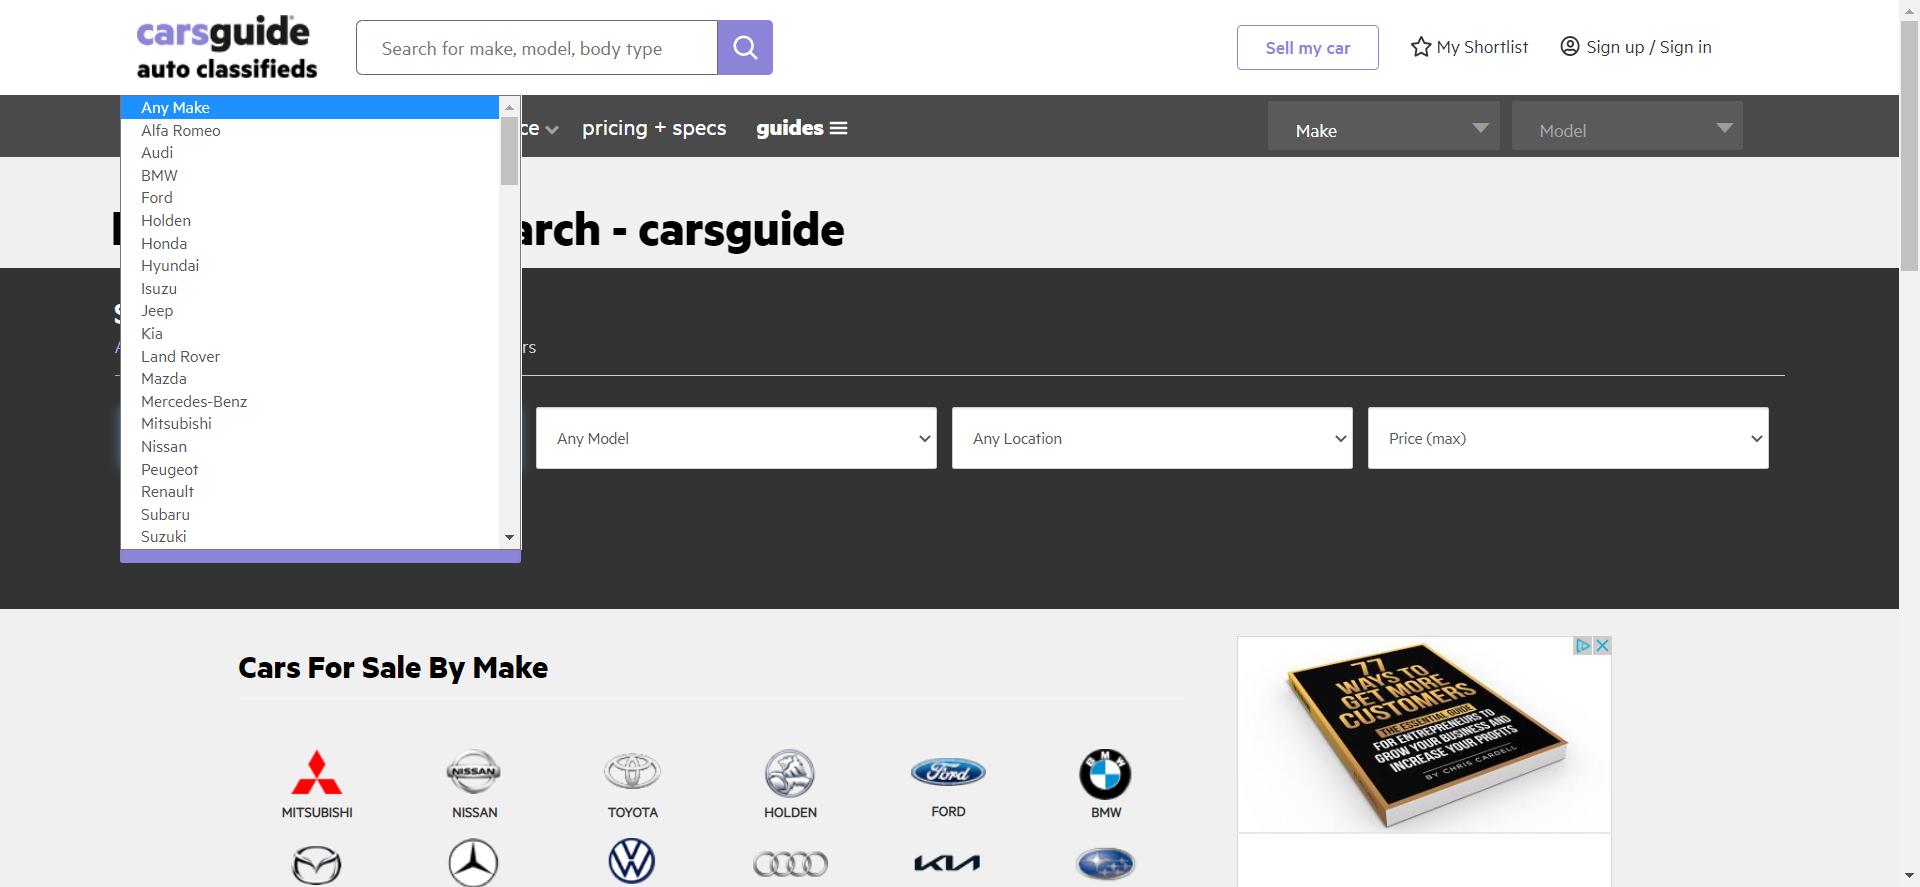 carsguide
auto classifieds
Search for make, model, body type
Sell my car
My Shortlist
Sign up / Sign in
Any Make
Alfa Romeo
Audi
BMW
Ford
Holden
Honda
Hyundai
Isuzu
Jeep
Kia
Land Rover
Mazda
Mercedes-Benz
Mitsubishi
Nissan
Peugeot
Renault
Subaru
Suzuki
ce
pricing + specs
guides
Make
Model
arch - carsguide
rs
Any Model
Any Location
Price (max)
Cars For Sale By Make
MITSUBISHI
NISSAN
NISSAN
TOYOTA
HOLDEN
Ford
FORD
BMW
BMW
KIA
77
WAYS TO
GET MORE
CUSTOMERS
THE ESSENTIAL GUIDE
FOR ENTREPRENEURS TO
GROW YOUR BUSINESS AND
INCREASE YOUR PROFITS
BY CHRIS CARDELL